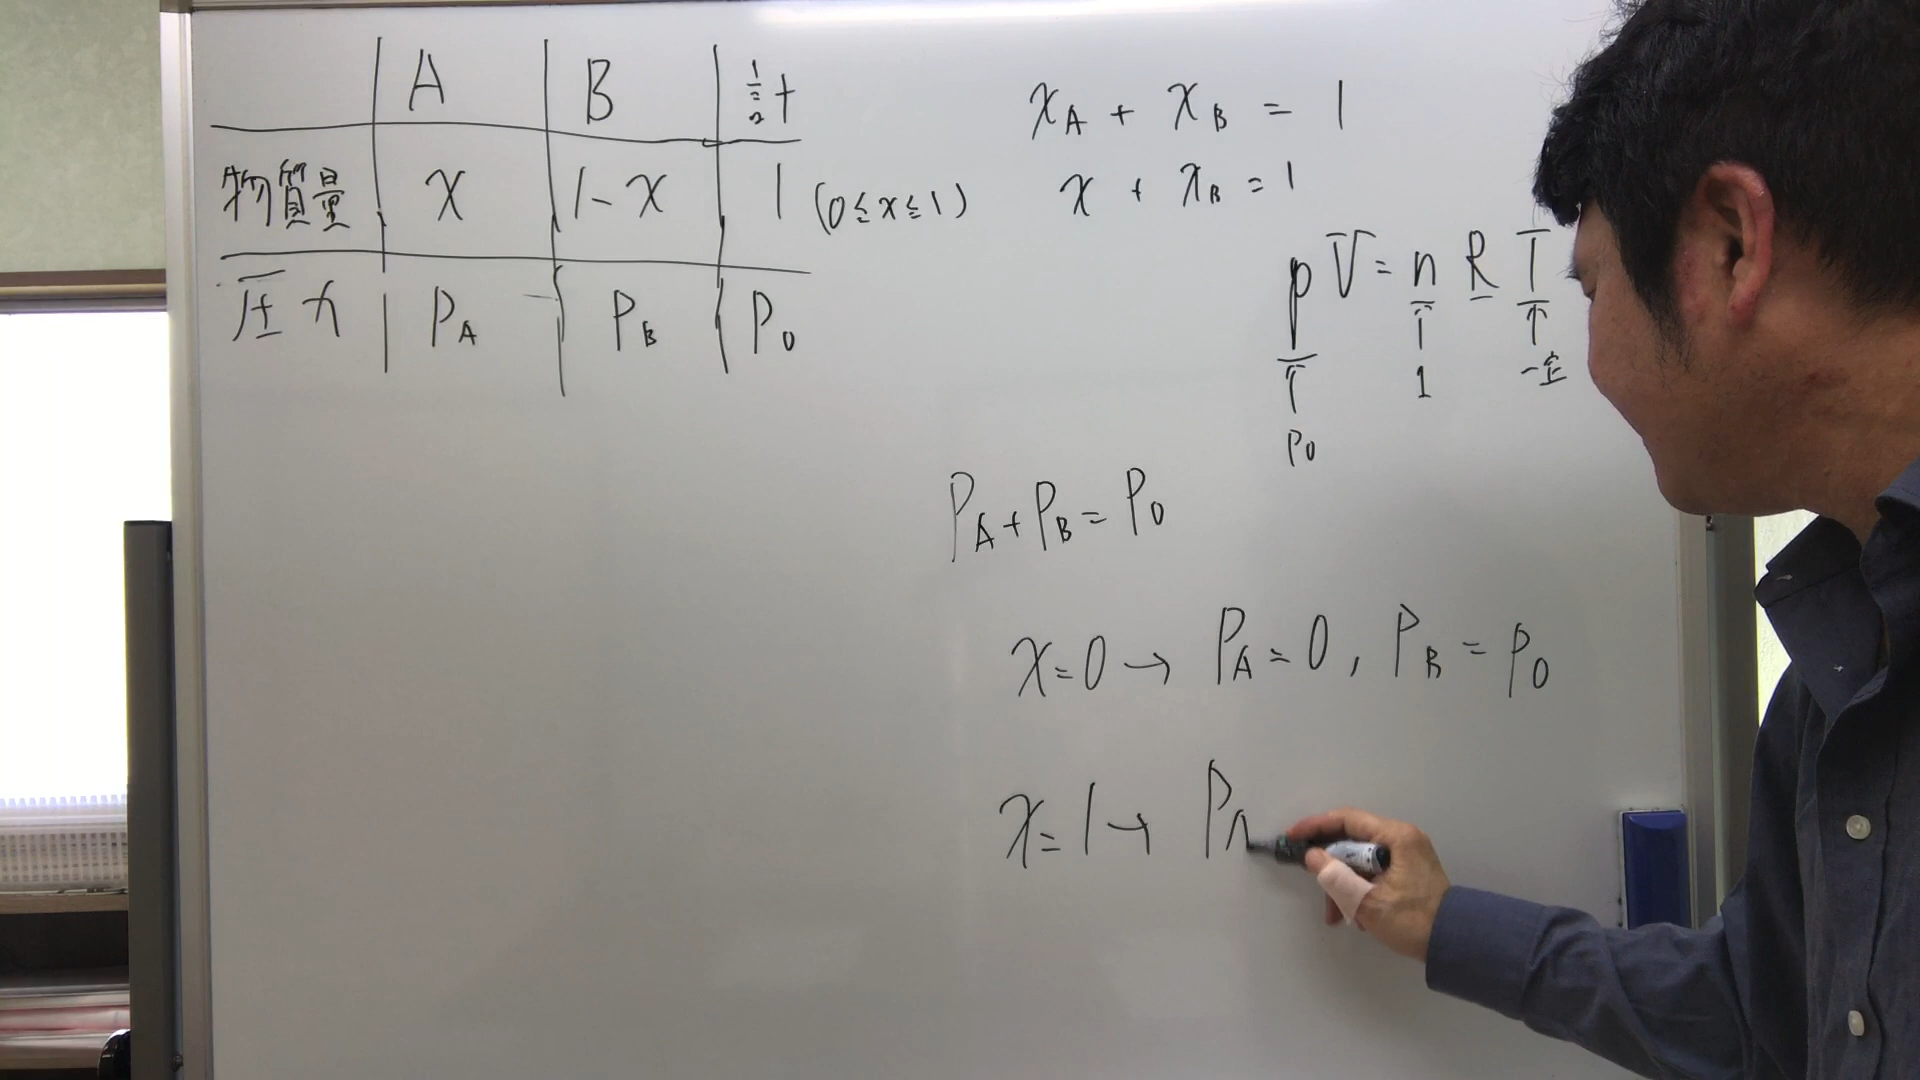 A B 計
物質量 x 1-x 1 (0≦x≦1)
圧力 PA PB P0
xA + xB = 1
x + xB = 1
pV = nRT
↑ ↑ ↑
p0 1 一定
PA + PB = P0
x=0 → PA=0, PB=P0
x=1 → PA